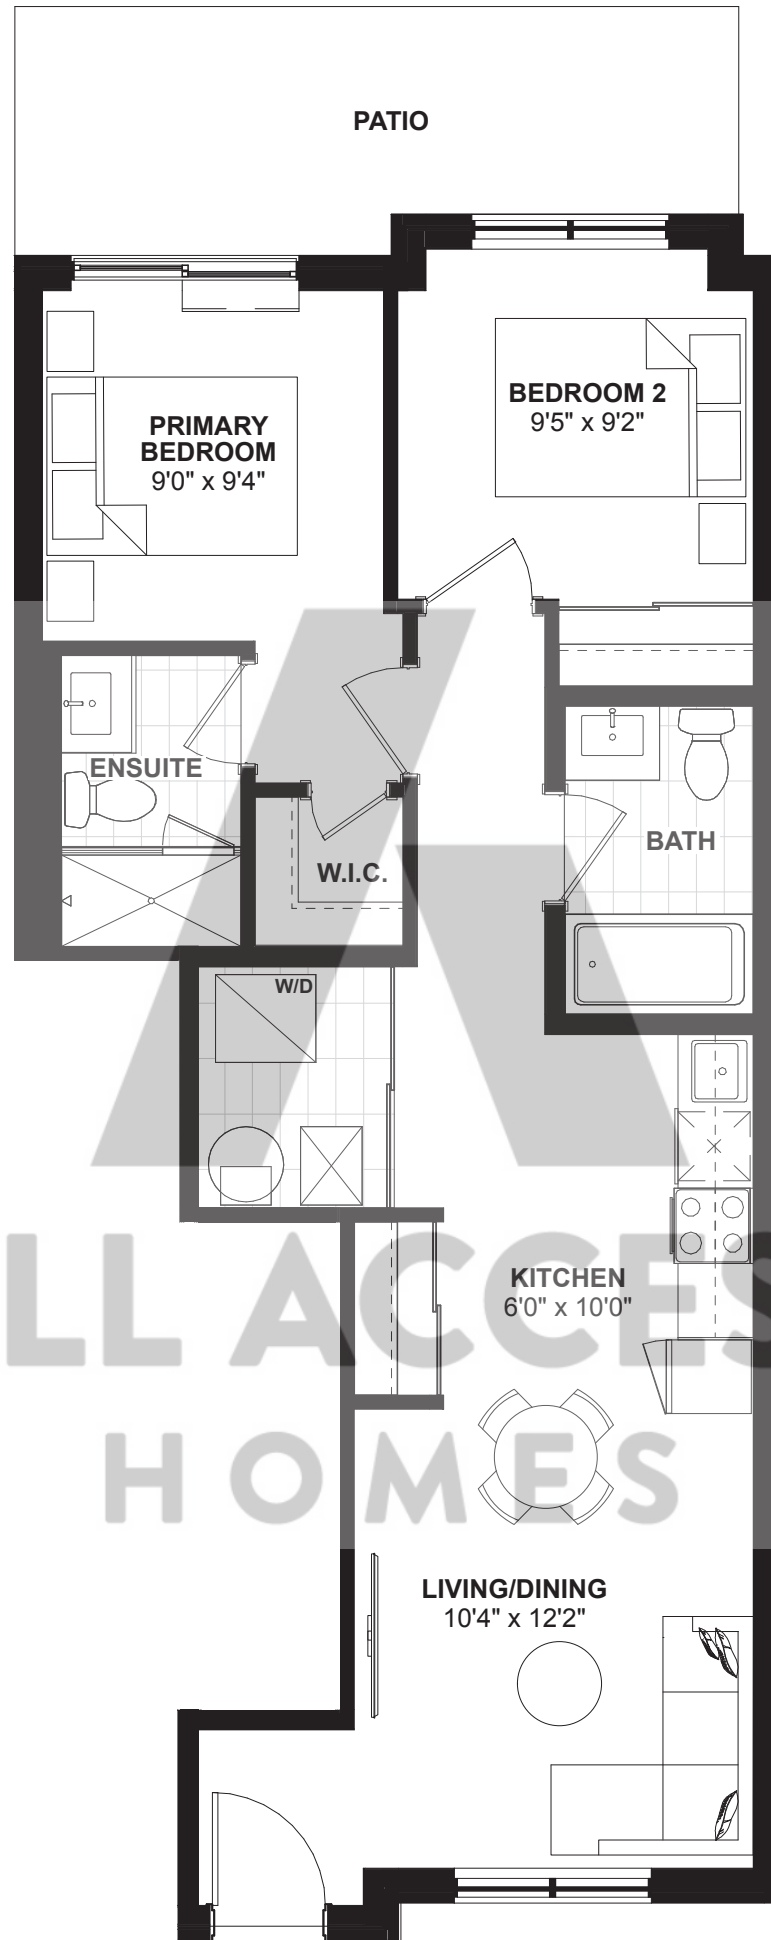 PATIO
BEDROOM 2
9'5" x 9'2"
PRIMARY
BEDROOM
9'0" x 9'4"
ENSUITE
BATH
W.I.C.
W/D
LL ACCES
KITCHEN
6'0" x 10'0"
HOMES
LIVING/DINING
10'4" x 12'2"